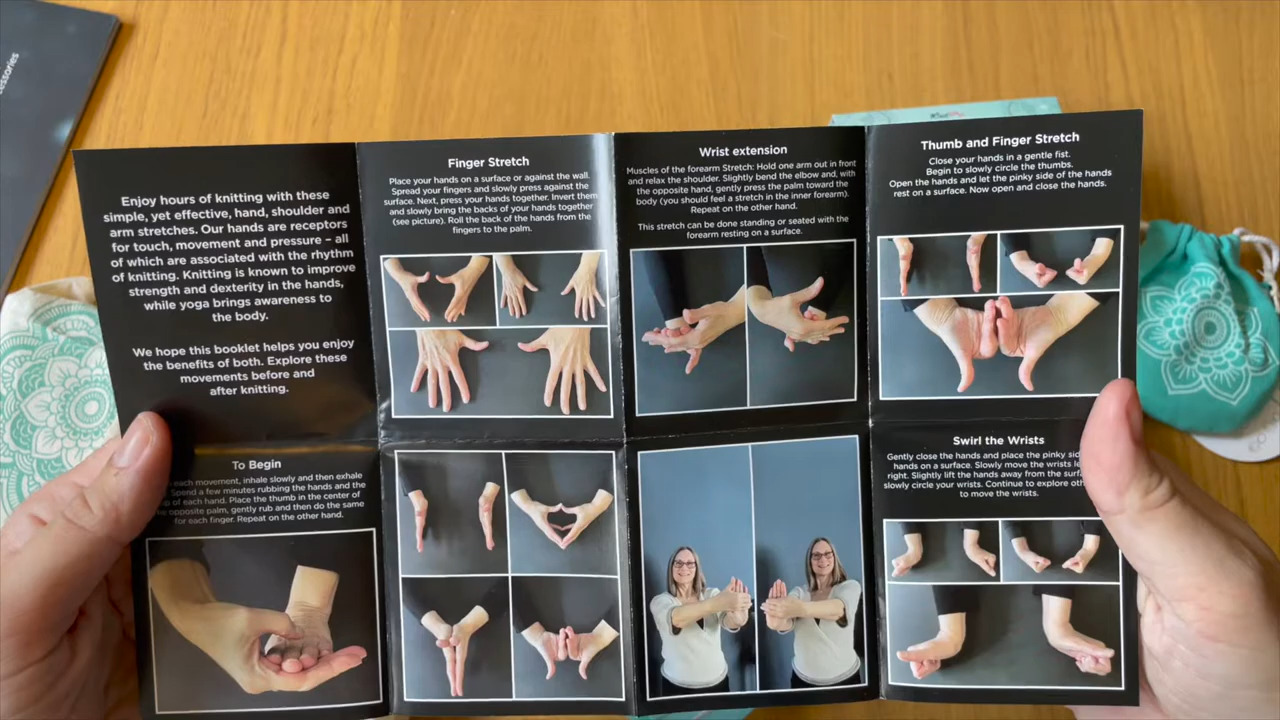 essories
Enjoy hours of knitting with these
simple, yet effective, hand, shoulder and
arm stretches. Our hands are receptors
for touch, movement and pressure – all
of which are associated with the rhythm
of knitting. Knitting is known to improve
strength and dexterity in the hands,
while yoga brings awareness to
the body.
We hope this booklet helps you enjoy
the benefits of both. Explore these
movements before and
after knitting.
Finger Stretch
Place your hands on a surface or against the wall.
Spread your fingers and slowly press against the
surface. Next, press your hands together. Invert them
and slowly bring the backs of your hands together
(see picture). Roll the back of the hands from the
fingers to the palm.
Wrist extension
Muscles of the forearm Stretch: Hold one arm out in front
and relax the shoulder. Slightly bend the elbow and, with
the opposite hand, gently press the palm toward the
body (you should feel a stretch in the inner forearm).
Repeat on the other hand.
This stretch can be done standing or seated with the
forearm resting on a surface.
Thumb and Finger Stretch
Close your hands in a gentle fist.
Begin to slowly circle the thumbs.
Open the hands and let the pinky side of the hands
rest on a surface. Now open and close the hands.
To Begin
each movement, inhale slowly and then exhale
Spend a few minutes rubbing the hands and the
of each hand. Place the thumb in the center of
opposite palm, gently rub and then do the same
for each finger. Repeat on the other hand.
Swirl the Wrists
Gently close the hands and place the pinky sid
hands on a surface. Slowly move the wrists le
right. Slightly lift the hands away from the surfa
slowly circle your wrists. Continue to explore oth
to move the wrists.